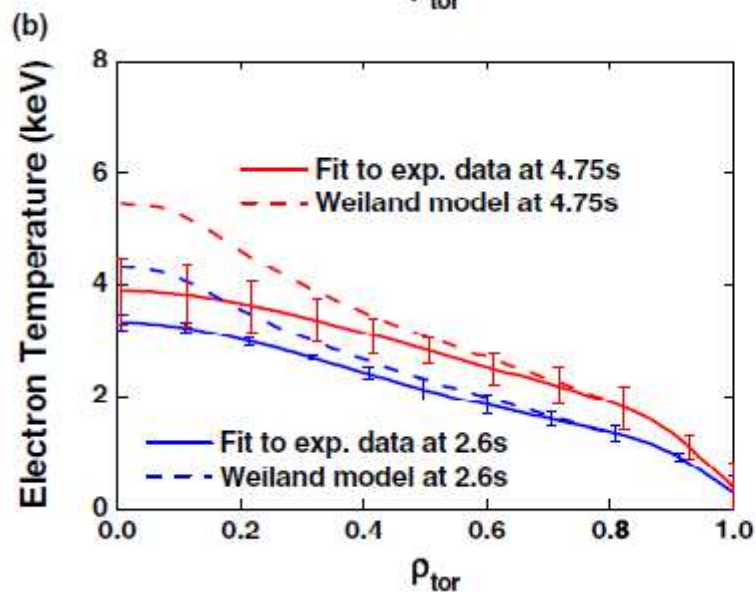 ρtor
(b)
Electron Temperature (keV)
8
6
4
2
0
Fit to exp. data at 4.75s
Weiland model at 4.75s
Fit to exp. data at 2.6s
Weiland model at 2.6s
0.0 0.2 0.4 0.6 0.8 1.0
ρtor